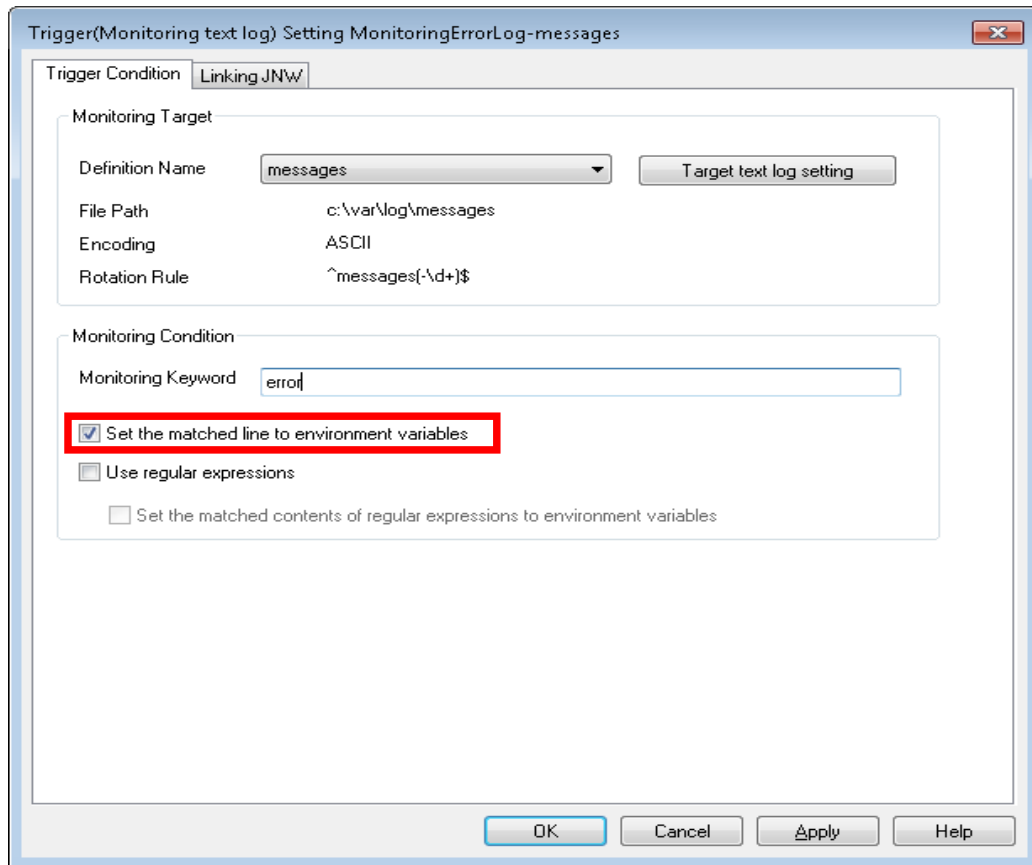 Trigger(Monitoring text log) Setting MonitoringErrorLog-messages
Trigger Condition
Linking JNW
Monitoring Target
Definition Name
messages
Target text log setting
File Path
c:\var\log\messages
Encoding
ASCII
Rotation Rule
^messages(-\d+)$
Monitoring Condition
Monitoring Keyword
error
Set the matched line to environment variables
Use regular expressions
Set the matched contents of regular expressions to environment variables
OK
Cancel
Apply
Help